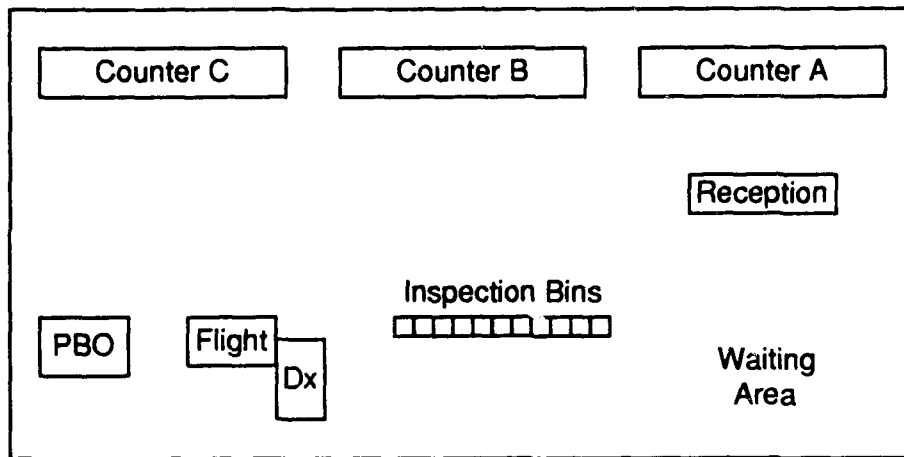 Counter C
Counter B
Counter A
Reception
Inspection Bins
PBO
Flight
Dx
Waiting
Area